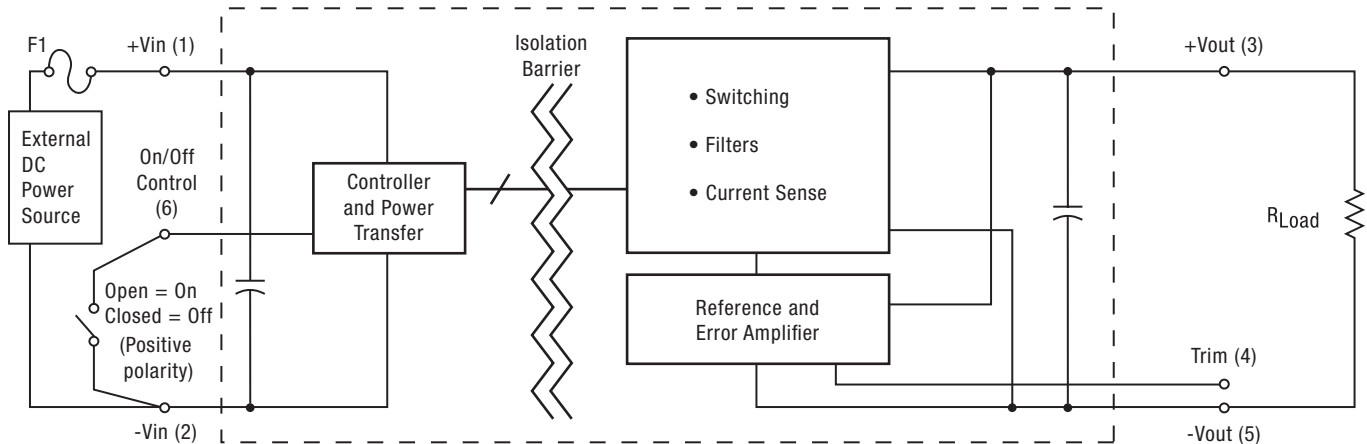 F1
+Vin (1)
Isolation
Barrier
+Vout (3)
External
DC
Power
Source
On/Off
Control
(6)
Controller
and Power
Transfer
• Switching
• Filters
• Current Sense
RLoad
Open = On
Closed = Off
(Positive
polarity)
Reference and
Error Amplifier
Trim (4)
-Vin (2)
-Vout (5)